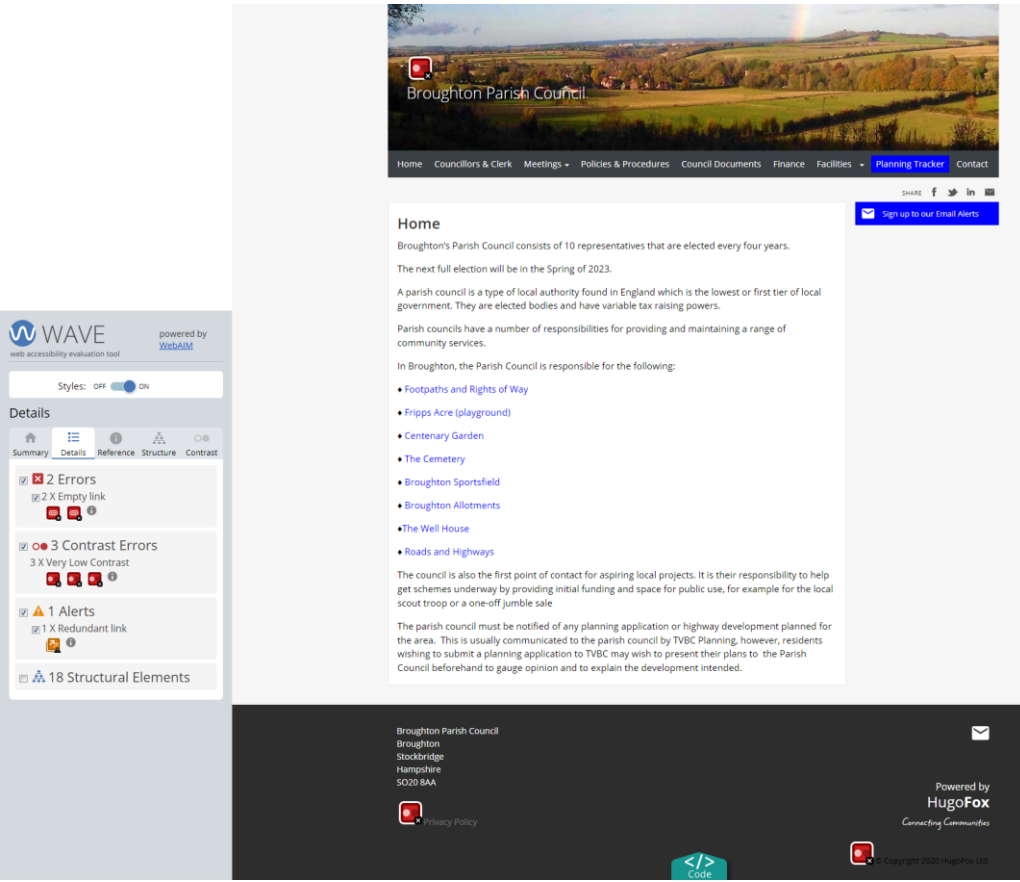 Broughton Parish Council
Home Councillors & Clerk Meetings Policies & Procedures Council Documents Finance Facilities Planning Tracker Contact
SHARE
Sign up to our Email Alerts
Home
Broughton's Parish Council consists of 10 representatives that are elected every four years.
The next full election will be in the Spring of 2023.
A parish council is a type of local authority found in England which is the lowest or first tier of local
government. They are elected bodies and have variable tax raising powers.
Parish councils have a number of responsibilities for providing and maintaining a range of
community services.
In Broughton, the Parish Council is responsible for the following:
♦ Footpaths and Rights of Way
♦ Fripps Acre (playground)
♦ Centenary Garden
♦ The Cemetery
♦ Broughton Sportsfield
♦ Broughton Allotments
♦The Well House
♦ Roads and Highways
The council is also the first point of contact for aspiring local projects. It is their responsibility to help
get schemes underway by providing initial funding and space for public use, for example for the local
scout troop or a one-off jumble sale
The parish council must be notified of any planning application or highway development planned for
the area. This is usually communicated to the parish council by TVBC Planning, however, residents
wishing to submit a planning application to TVBC may wish to present their plans to the Parish
Council beforehand to gauge opinion and to explain the development intended.
WAVE
web accessibility evaluation tool
powered by
WebAIM
Styles: OFF ON
Details
Summary Details Reference Structure Contrast
2 Errors
2 X Empty link
3 Contrast Errors
3 X Very Low Contrast
1 Alerts
1 X Redundant link
18 Structural Elements
Broughton Parish Council
Broughton
Stockbridge
Hampshire
SO20 8AA
Privacy Policy
Powered by
HugoFox
Connecting Communities
© Copyright 2020 HugoFox Ltd.
</>
Code